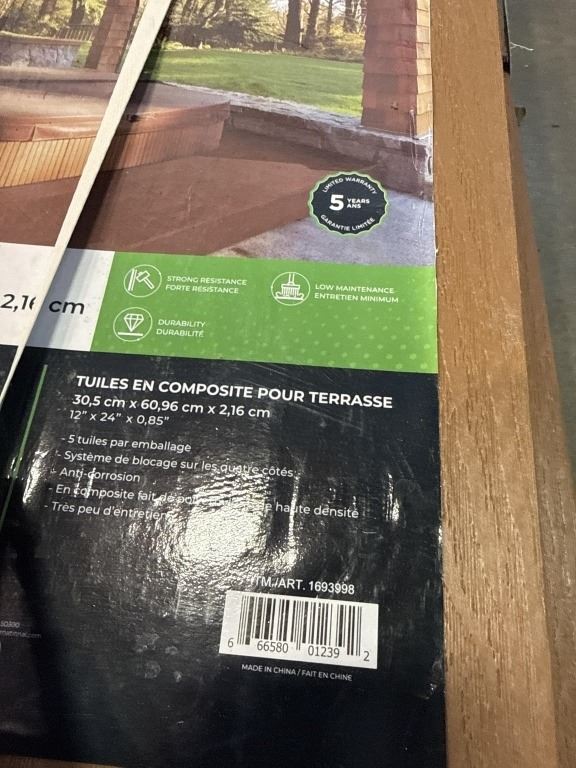 LIMITED WARRANTY
5 YEARS
ANS
GARANTIE LIMITÉE
STRONG RESISTANCE
FORTE RÉSISTANCE
LOW MAINTENANCE
ENTRETIEN MINIMUM
2,16 cm
DURABILITY
DURABILITÉ
TUILES EN COMPOSITE POUR TERRASSE
30,5 cm x 60,96 cm x 2,16 cm
12" x 24" x 0,85"
- 5 tuiles par emballage
- Système de blocage sur les quatre côtés
- Anti-corrosion
- En composite fait de haute densité
- Très peu d'entretien
ITM./ART. 1693998
6 66580 01239 2
MADE IN CHINA / FAIT EN CHINE